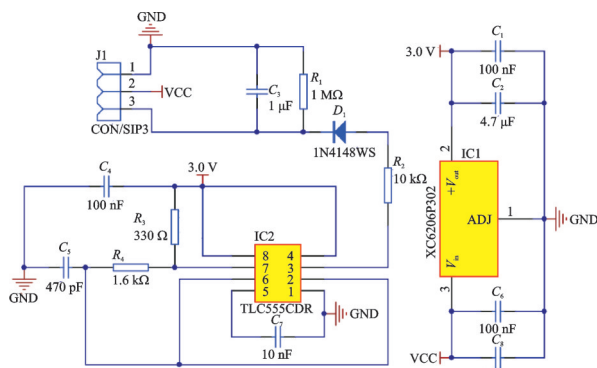 GND
J1
1
2
3
VCC
CON/SIP3
C₃
1 μF
R₁
1 MΩ
D₁
1N4148WS
R₂
10 kΩ
3.0 V
C₁
100 nF
C₂
4.7 μF
2
IC1
XC6206P302
+Vout
ADJ
Vin
1
GND
3
C₆
100 nF
VCC
C₈
C₄
100 nF
3.0 V
R₃
330 Ω
C₅
470 pF
GND
R₄
1.6 kΩ
IC2
8 4
7 3
6 2
5 1
TLC555CDR
C₇
10 nF
GND